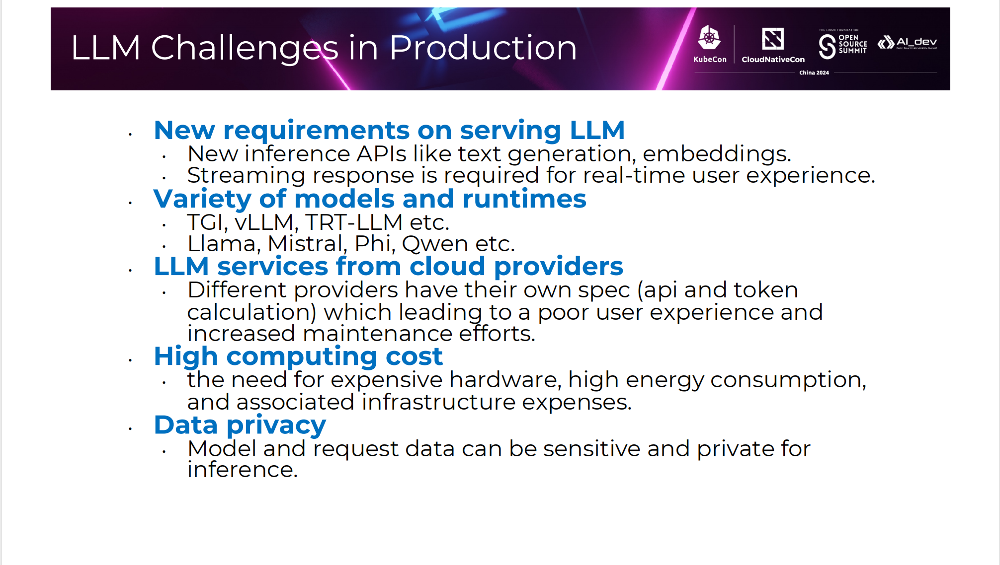 LLM Challenges in Production
KubeCon
CloudNativeCon
THE LINUX FOUNDATION
OPEN
SOURCE
SUMMIT
AI_dev
Open Source GenAI & ML Summit
China 2024
· New requirements on serving LLM
· New inference APIs like text generation, embeddings.
· Streaming response is required for real-time user experience.
· Variety of models and runtimes
· TGI, vLLM, TRT-LLM etc.
· Llama, Mistral, Phi, Qwen etc.
· LLM services from cloud providers
· Different providers have their own spec (api and token
calculation) which leading to a poor user experience and
increased maintenance efforts.
· High computing cost
· the need for expensive hardware, high energy consumption,
and associated infrastructure expenses.
· Data privacy
· Model and request data can be sensitive and private for
inference.